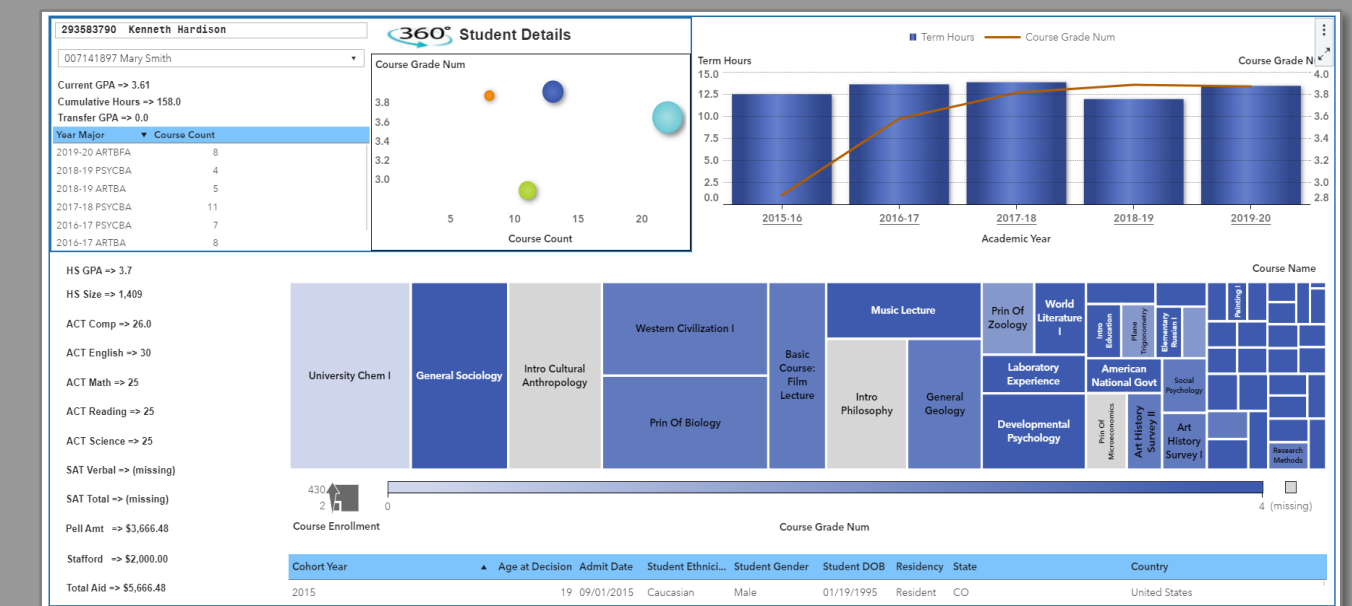 293583790 Kenneth Hardison
007141897 Mary Smith
Current GPA => 3.61
Cumulative Hours => 158.0
Transfer GPA => 0.0
Year Major Course Count
2019-20 ARTBFA 8
2018-19 PSYCBA 4
2018-19 ARTBA 5
2017-18 PSYCBA 11
2016-17 PSYCBA 7
2016-17 ARTBA 8
360° Student Details
Course Grade Num
3.8
3.6
3.4
3.2
3.0
5 10 15 20
Course Count
Term Hours Course Grade Num
Term Hours Course Grade N
15.0 4.0
12.5 3.8
10.0 3.6
7.5 3.4
5.0 3.2
2.5 3.0
0.0 2.8
2015-16 2016-17 2017-18 2018-19 2019-20
Academic Year
HS GPA => 3.7
HS Size => 1,409
ACT Comp => 26.0
ACT English => 30
ACT Math => 25
ACT Reading => 25
ACT Science => 25
SAT Verbal => (missing)
SAT Total => (missing)
Pell Amt => $3,666.48
Stafford => $2,000.00
Total Aid => $5,666.48
Course Name
University Chem I
General Sociology
Intro Cultural
Anthropology
Western Civilization I
Prin Of Biology
Basic
Course:
Film
Lecture
Music Lecture
Intro
Philosophy
General
Geology
Prin Of
Zoology
World
Literature
I
Laboratory
Experience
Developmental
Psychology
Intro
Education
Plane
Trigonometry
Elementary
Russian I
American
National Govt
Social
Psychology
Prin Of
Microeconomics
Art History
Survey II
Art
History
Survey I
Painting I
Research
Methods
430
2
Course Enrollment
0 4 (missing)
Course Grade Num
Cohort Year Age at Decision Admit Date Student Ethnici... Student Gender Student DOB Residency State Country
2015 19 09/01/2015 Caucasian Male 01/19/1995 Resident CO United States